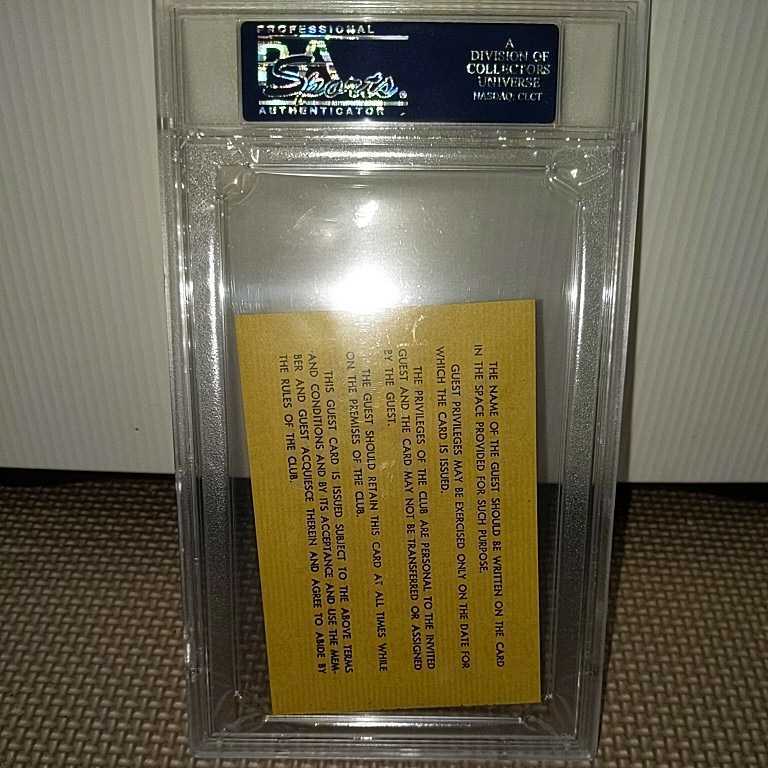 PROFESSIONAL
PSA
Sports®
AUTHENTICATOR
A
DIVISION OF
COLLECTORS
UNIVERSE
NASDAQ: CLCT
THE NAME OF THE GUEST SHOULD BE WRITTEN ON THE CARD
IN THE SPACE PROVIDED FOR SUCH PURPOSE.
GUEST PRIVILEGES MAY BE EXERCISED ONLY ON THE DATE FOR
WHICH THE CARD IS ISSUED.
THE PRIVILEGES OF THE CLUB ARE PERSONAL TO THE INVITED
GUEST AND THE CARD MAY NOT BE TRANSFERRED OR ASSIGNED
BY THE GUEST.
THE GUEST SHOULD RETAIN THIS CARD AT ALL TIMES WHILE
ON THE PREMISES OF THE CLUB.
THIS GUEST CARD IS ISSUED SUBJECT TO THE ABOVE TERMS
AND CONDITIONS AND BY ITS ACCEPTANCE AND USE THE MEM-
BER AND GUEST ACQUIESCE THEREIN AND AGREE TO ABIDE BY
THE RULES OF THE CLUB.